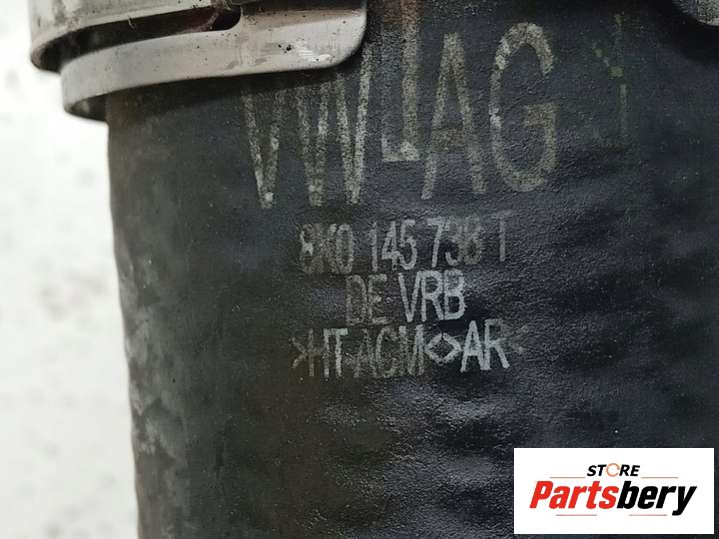 VW AG
8K0 145 738 T
DE VRB
>HT-ACM<>AR<
STORE
Partsbery